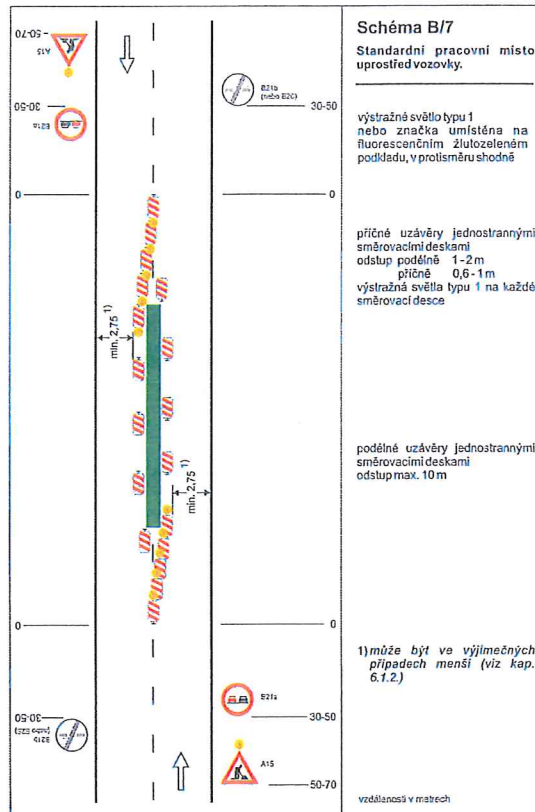 Schéma B/7
Standardní pracovní místo
uprostřed vozovky.
výstražné světlo typu 1
nebo značka umístěna na
fluorescenčním žlutozeleném
podkladu, v protisměru shodně
příčné uzávěry jednostrannými
směrovacími deskami
odstup podélně 1-2 m
příčně 0,6-1 m
výstražná světla typu 1 na každé
směrovací desce
podélné uzávěry jednostrannými
směrovacími deskami
odstup max. 10 m
1) může být ve výjimečných
případech menší (viz kap.
6.1.2.)
vzdálenosti v metrech
50-70
A15
30-50
B21a
0
B21b
(nebo B26)
30-50
0
min. 2,75 1)
min. 2,75 1)
0
30-50
B21b
(nebo B26)
0
B21a
30-50
A15
50-70